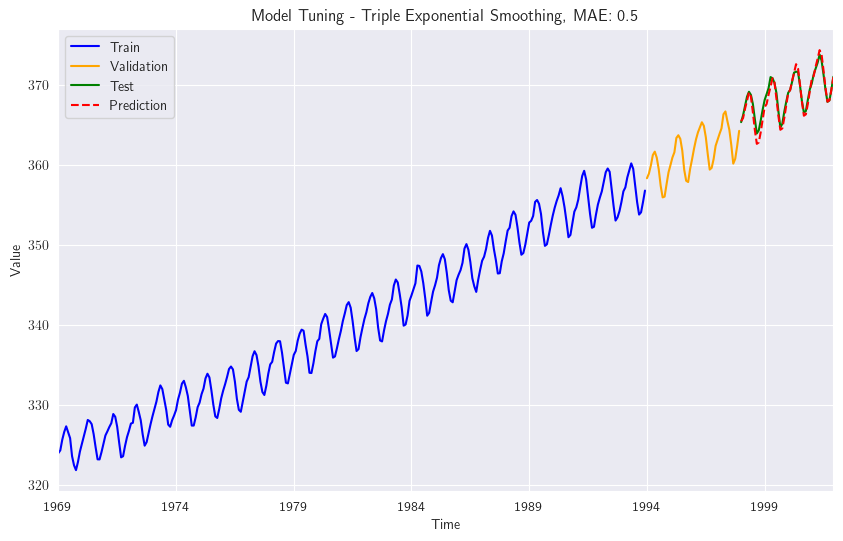 Model Tuning - Triple Exponential Smoothing, MAE: 0.5
Train
Validation
Test
Prediction
370
360
350
340
330
320
Value
1969
1974
1979
1984
1989
1994
1999
Time